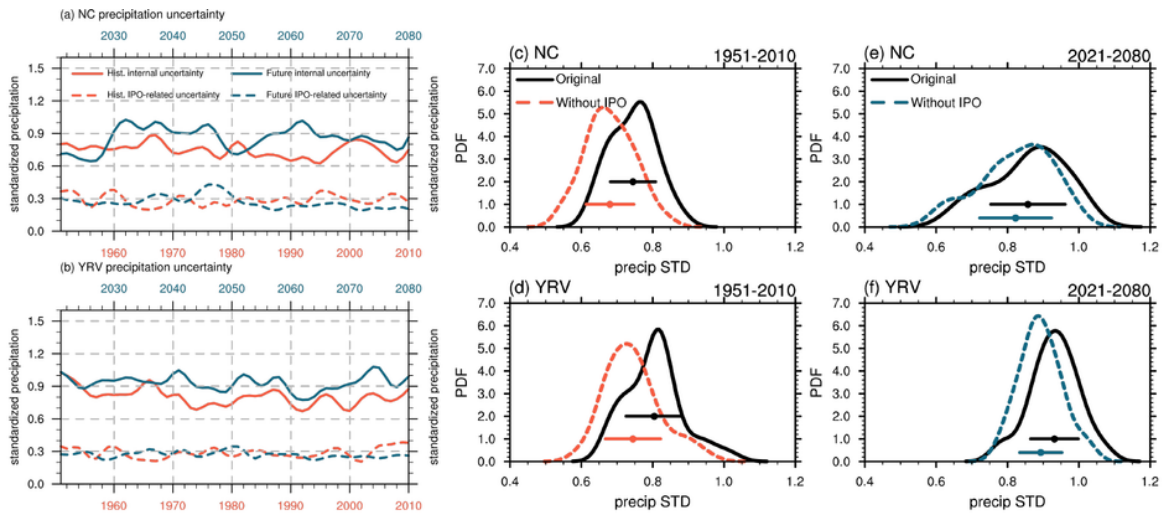 (a) NC precipitation uncertainty
2030 2040 2050 2060 2070 2080
1.5
1.2
0.9
0.6
0.3
0.0
standardized precipitation
Hist. internal uncertainty
Future internal uncertainty
Hist. IPO-related uncertainty
Future IPO-related uncertainty
standardized precipitation
1960 1970 1980 1990 2000 2010
(b) YRV precipitation uncertainty
2030 2040 2050 2060 2070 2080
1.5
1.2
0.9
0.6
0.3
0.0
standardized precipitation
standardized precipitation
1960 1970 1980 1990 2000 2010
(c) NC 1951-2010
7.0
6.0
5.0
4.0
3.0
2.0
1.0
0.0
PDF
Original
Without IPO
0.4 0.6 0.8 1.0 1.2
precip STD
(d) YRV 1951-2010
7.0
6.0
5.0
4.0
3.0
2.0
1.0
0.0
PDF
0.4 0.6 0.8 1.0 1.2
precip STD
(e) NC 2021-2080
7.0
6.0
5.0
4.0
3.0
2.0
1.0
0.0
PDF
Original
Without IPO
0.4 0.6 0.8 1.0 1.2
precip STD
(f) YRV 2021-2080
7.0
6.0
5.0
4.0
3.0
2.0
1.0
0.0
PDF
0.4 0.6 0.8 1.0 1.2
precip STD